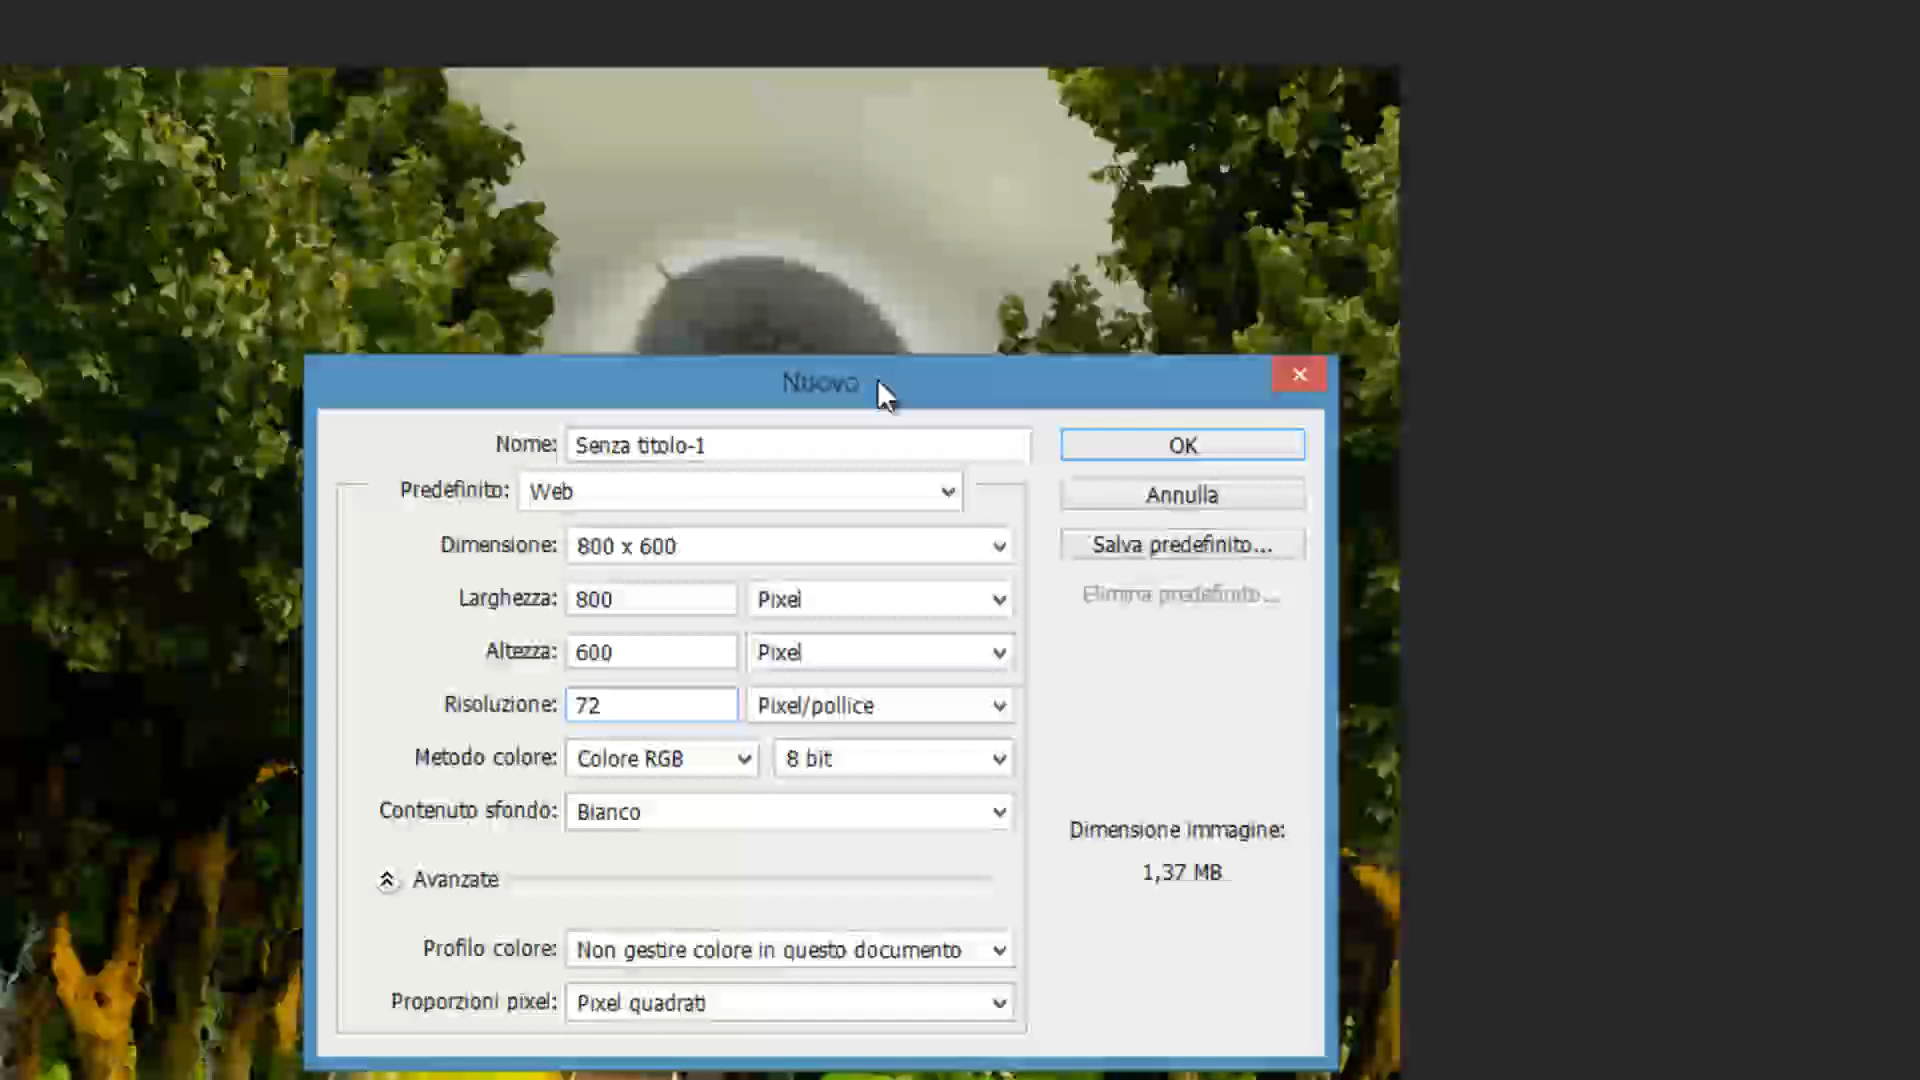 Nuovo
Nome: Senza titolo-1
OK
Predefinito: Web
Annulla
Dimensione: 800 x 600
Salva predefinito...
Larghezza: 800 Pixel
Elimina predefinito...
Altezza: 600 Pixel
Risoluzione: 72 Pixel/pollice
Metodo colore: Colore RGB 8 bit
Contenuto sfondo: Bianco
Dimensione immagine:
1,37 MB
Avanzate
Profilo colore: Non gestire colore in questo documento
Proporzioni pixel: Pixel quadrati